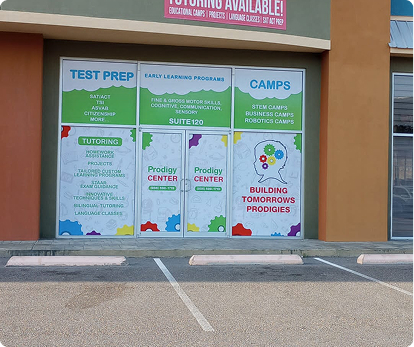 TUTORING AVAILABLE!
EDUCATIONAL CAMPS | PROJECTS | LANGUAGE CLASSES | SAT ACT PREP
TEST PREP
SAT/ACT
TSI
ASVAB
CITIZENSHIP
MORE...
EARLY LEARNING PROGRAMS
FINE & GROSS MOTOR SKILLS,
COGNITIVE, COMMUNICATION,
SENSORY
SUITE120
CAMPS
STEM CAMPS
BUSINESS CAMPS
ROBOTICS CAMPS
TUTORING
HOMEWORK
ASSISTANCE
PROJECTS
TAILORED CUSTOM
LEARNING PROGRAMS
STAAR
EXAM GUIDANCE
INNOVATIVE
TECHNIQUES & SKILLS
BILINGUAL TUTORING
LANGUAGE CLASSES
Prodigy
CENTER
Prodigy
CENTER
BUILDING
TOMORROWS
PRODIGIES